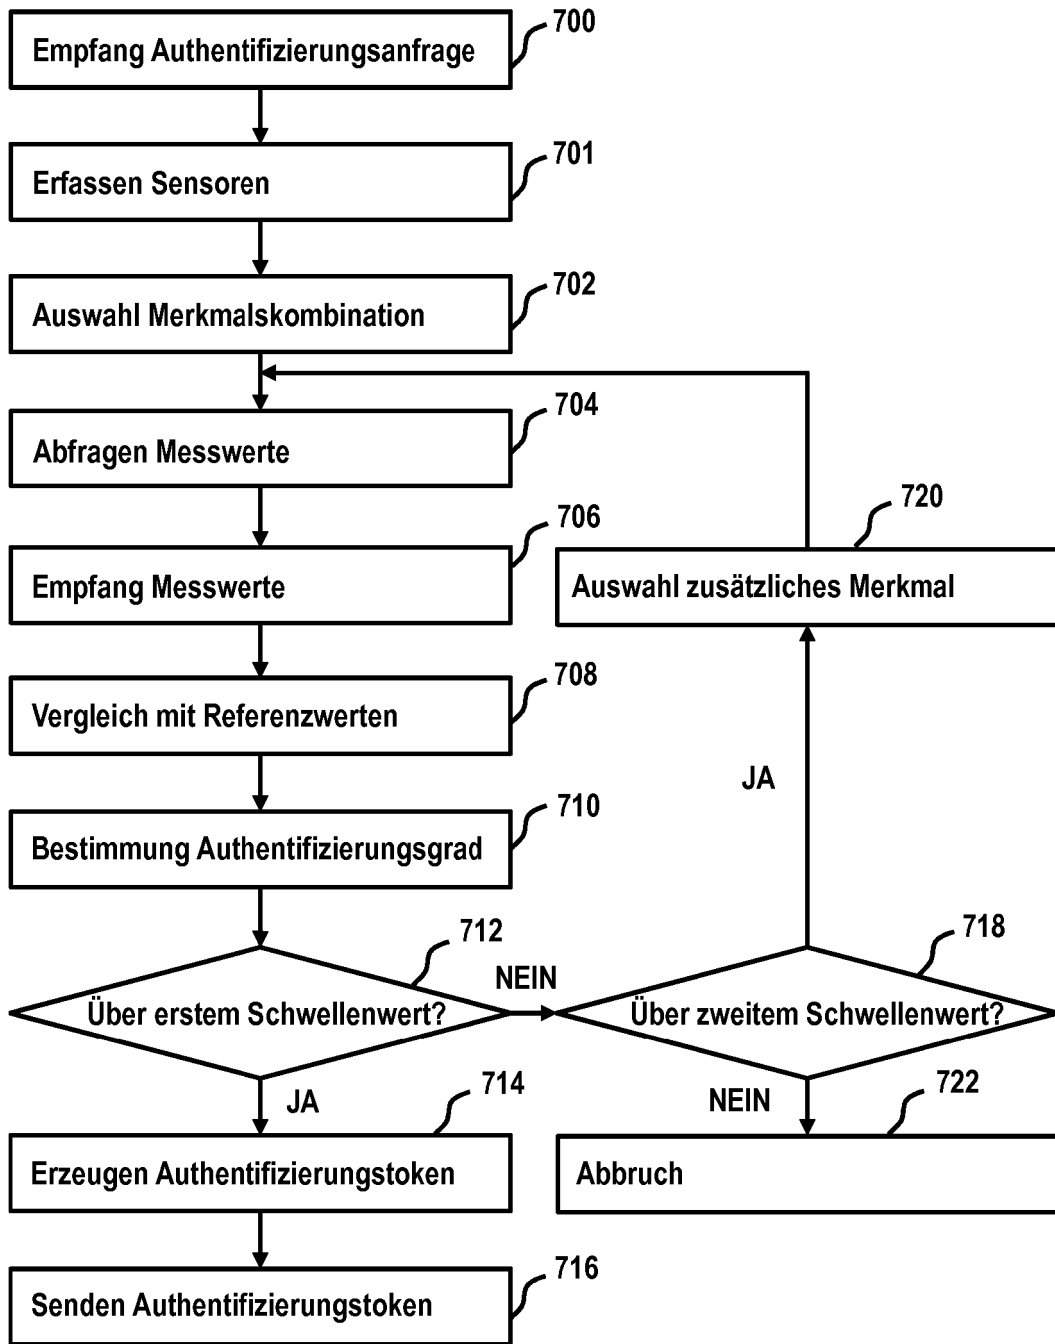 Empfang Authentifizierungsanfrage
700
Erfassen Sensoren
701
Auswahl Merkmalskombination
702
Abfragen Messwerte
704
Empfang Messwerte
706
Auswahl zusätzliches Merkmal
720
Vergleich mit Referenzwerten
708
JA
Bestimmung Authentifizierungsgrad
710
Über erstem Schwellenwert?
712
NEIN
Über zweitem Schwellenwert?
718
JA
NEIN
Erzeugen Authentifizierungstoken
714
Abbruch
722
Senden Authentifizierungstoken
716